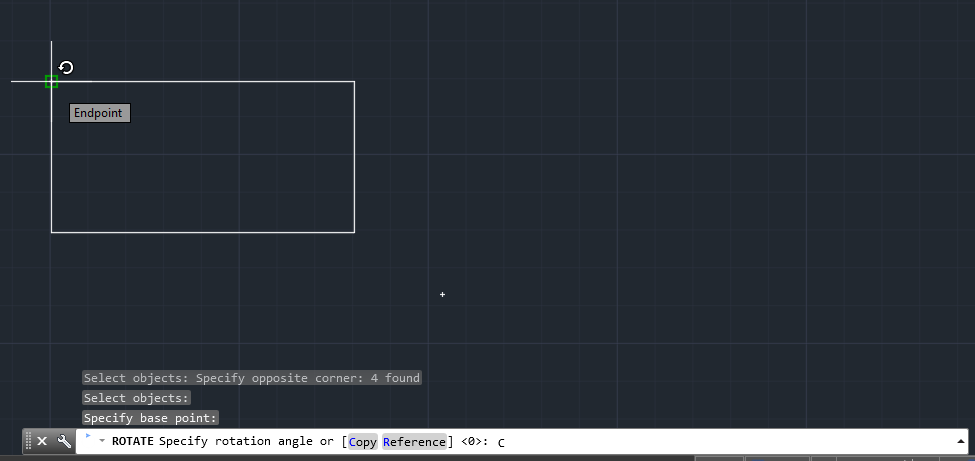 Endpoint
Select objects: Specify opposite corner: 4 found
Select objects:
Specify base point:
ROTATE Specify rotation angle or [Copy Reference] <0>: C